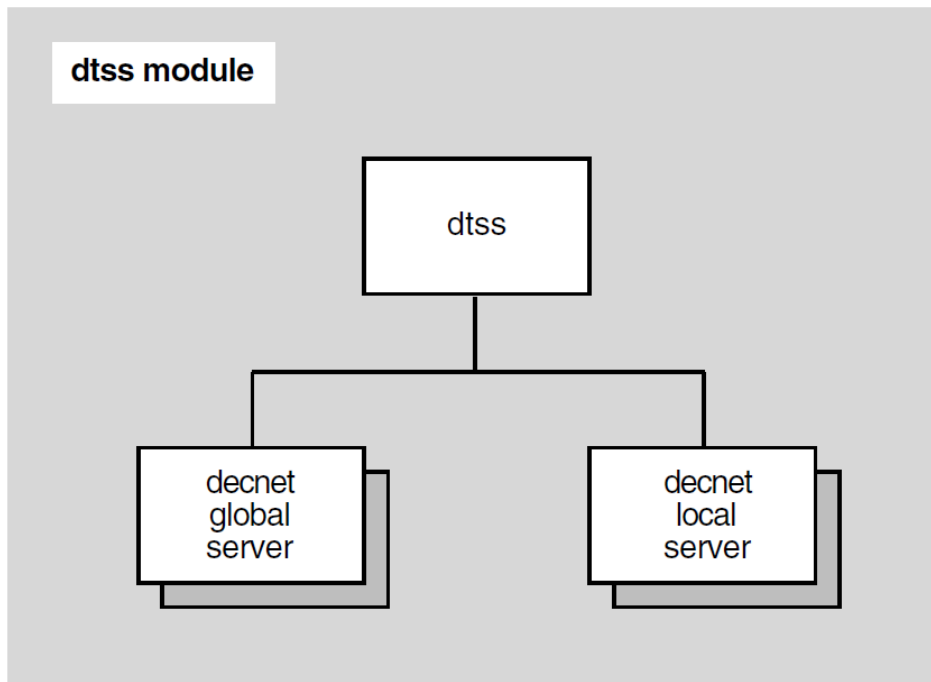 dtss module
dtss
decnet
global
server
decnet
local
server